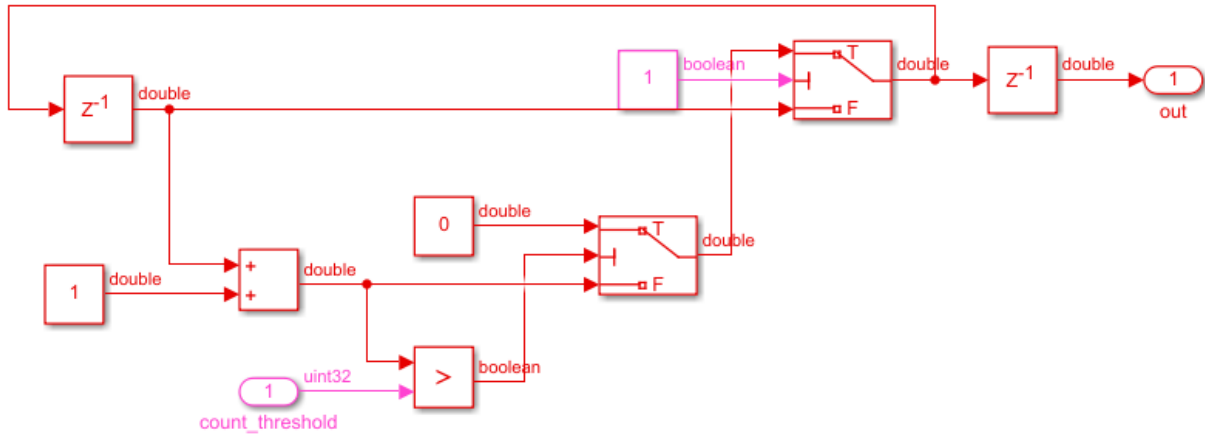 1
boolean
T
double
Z⁻¹
double
1
Z⁻¹
double
F
out
0
double
T
double
+
double
1
double
+
F
>
boolean
1
uint32
count_threshold